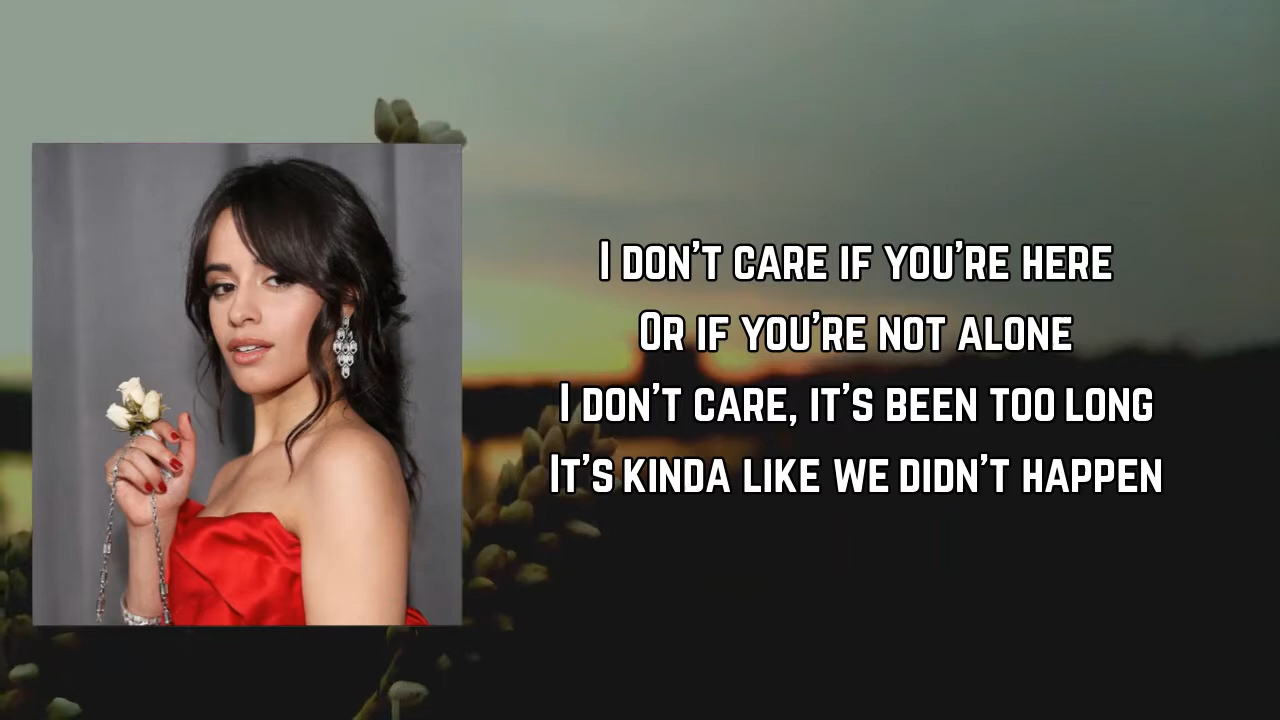 I don't care if you're here
Or if you're not alone
I don't care, it's been too long
It's kinda like we didn't happen